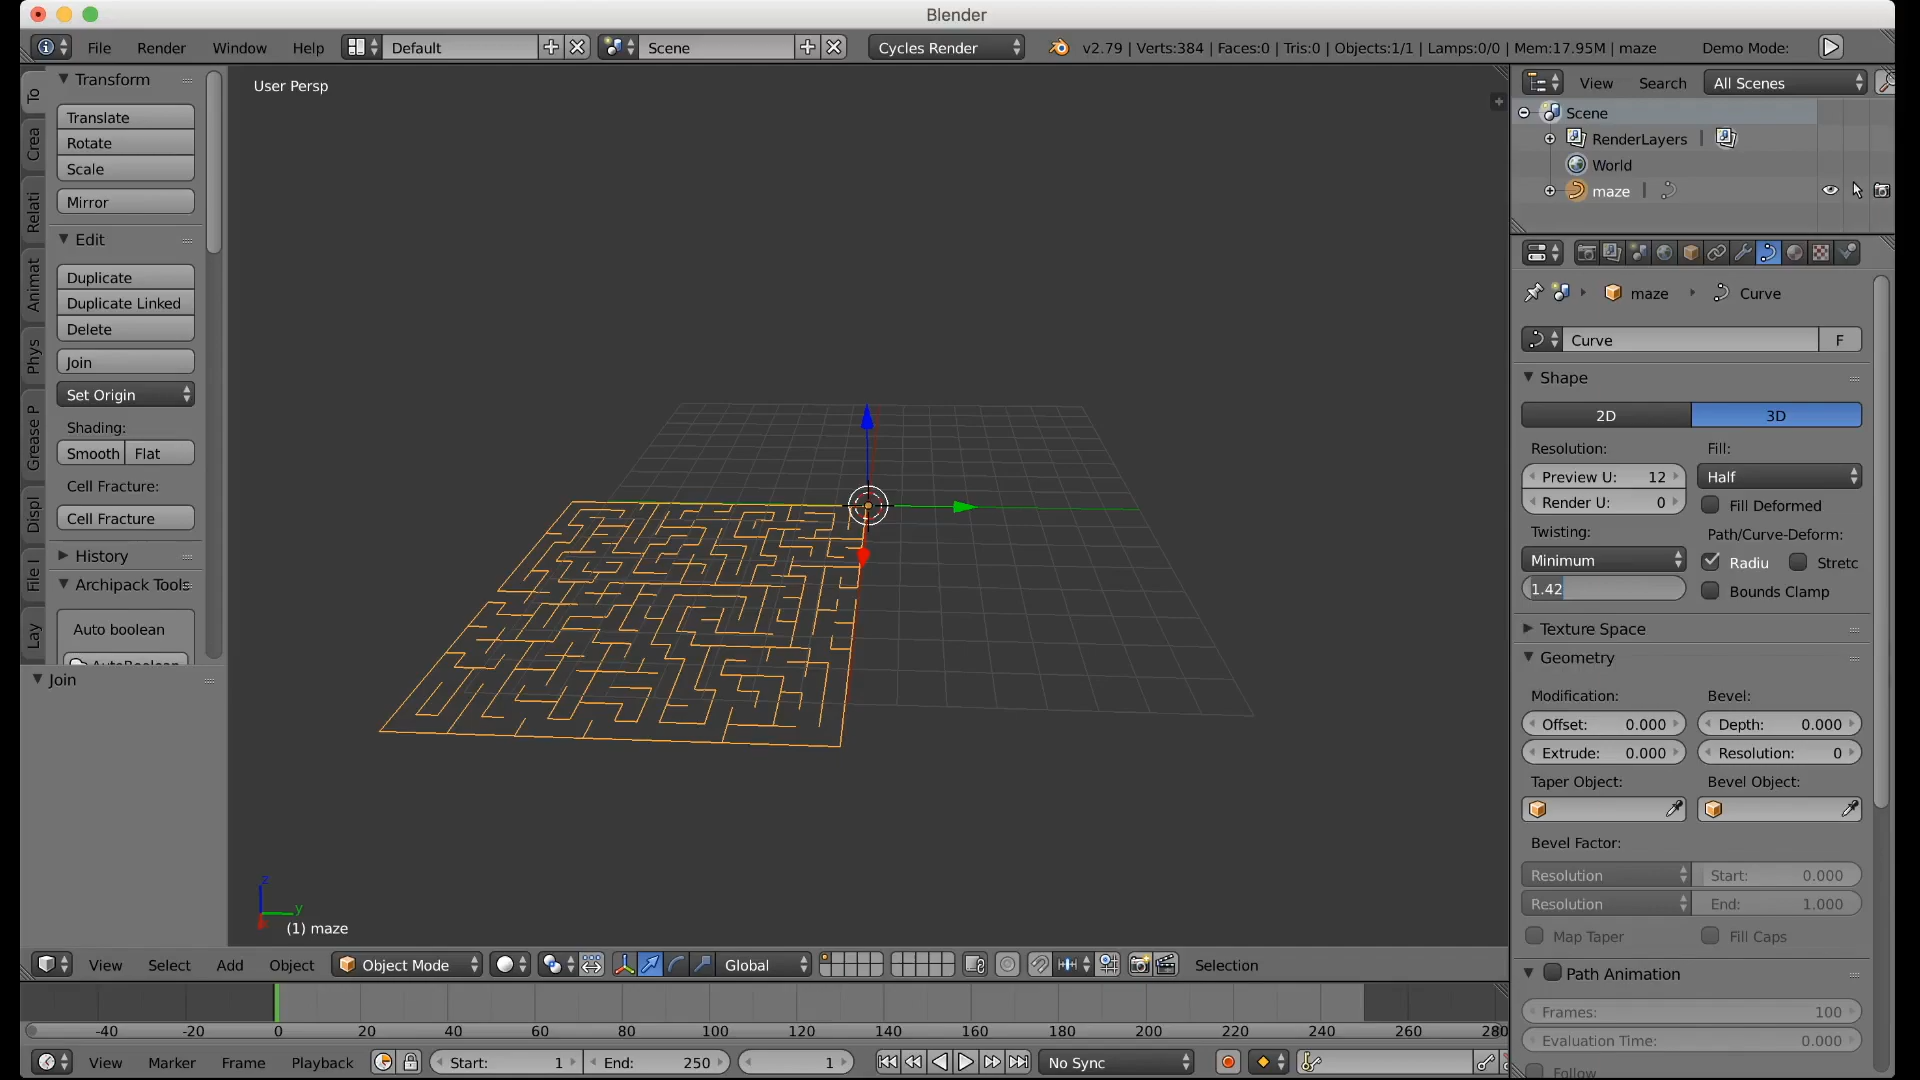 Blender
File Render Window Help Default Scene Cycles Render v2.79 | Verts:384 | Faces:0 | Tris:0 | Objects:1/1 | Lamps:0/0 | Mem:17.95M | maze Demo Mode:
Transform
Translate
Rotate
Scale
Mirror
Edit
Duplicate
Duplicate Linked
Delete
Join
Set Origin
Shading:
Smooth Flat
Cell Fracture:
Cell Fracture
History
Archipack Tools
Auto boolean
AutoBoolean
Join
To
Crea
Relati
Animat
Phys
Grease P
Displ
File I
Lay
User Persp
z
y
(1) maze
View Search All Scenes
Scene
RenderLayers |
World
maze |
maze Curve
Curve F
Shape
2D 3D
Resolution: Fill:
Preview U: 12 Half
Render U: 0 Fill Deformed
Twisting: Path/Curve-Deform:
Minimum Radiu Stretc
1.42 Bounds Clamp
Texture Space
Geometry
Modification: Bevel:
Offset: 0.000 Depth: 0.000
Extrude: 0.000 Resolution: 0
Taper Object: Bevel Object:
Bevel Factor:
Resolution Start: 0.000
Resolution End: 1.000
Map Taper Fill Caps
Path Animation
Frames: 100
Evaluation Time: 0.000
Follow
View Select Add Object Object Mode Global Selection
-40 -20 0 20 40 60 80 100 120 140 160 180 200 220 240 260 280
View Marker Frame Playback Start: 1 End: 250 1 No Sync